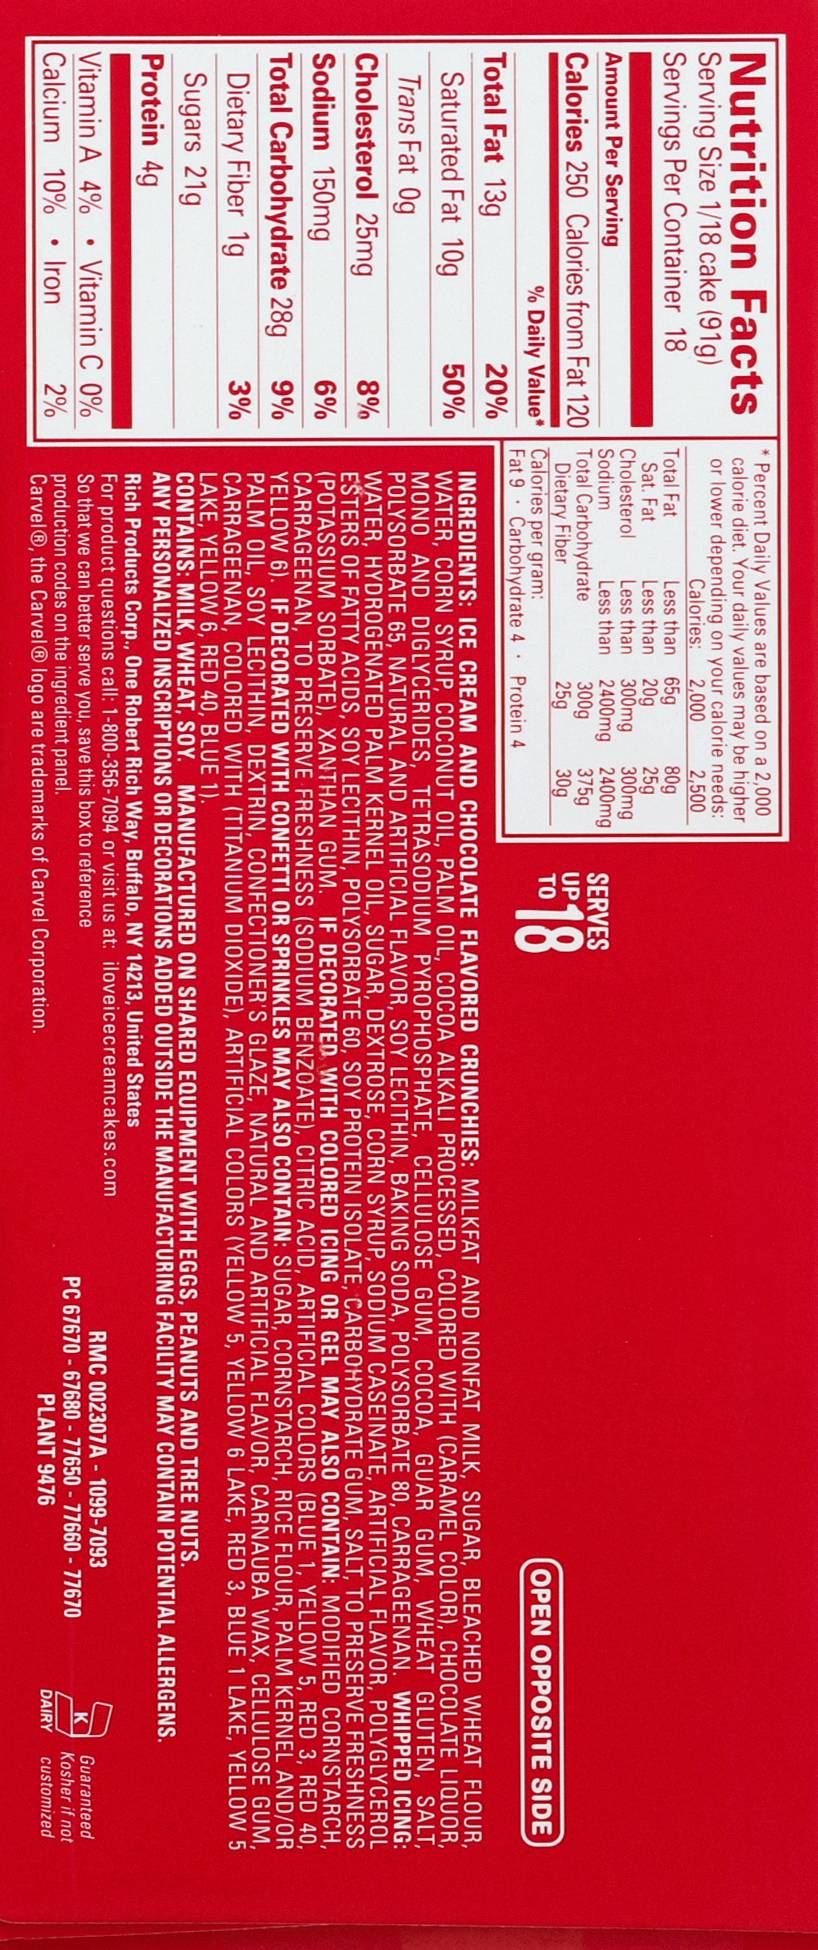 Nutrition Facts
Serving Size 1/18 cake (91g)
Servings Per Container 18
Amount Per Serving
Calories 250 Calories from Fat 120
% Daily Value*
Total Fat 13g 20%
Saturated Fat 10g 50%
Trans Fat 0g
Cholesterol 25mg 8%
Sodium 150mg 6%
Total Carbohydrate 28g 9%
Dietary Fiber 1g 3%
Sugars 21g
Protein 4g
Vitamin A 4% • Vitamin C 0%
Calcium 10% • Iron 2%
* Percent Daily Values are based on a 2,000
calorie diet. Your daily values may be higher
or lower depending on your calorie needs:
Calories: 2,000 2,500
Total Fat Less than 65g 80g
Sat. Fat Less than 20g 25g
Cholesterol Less than 300mg 300mg
Sodium Less than 2400mg 2400mg
Total Carbohydrate 300g 375g
Dietary Fiber 25g 30g
Calories per gram:
Fat 9 • Carbohydrate 4 • Protein 4
SERVES
UP TO 18
OPEN OPPOSITE SIDE
INGREDIENTS: ICE CREAM AND CHOCOLATE FLAVORED CRUNCHIES: MILKFAT AND NONFAT MILK, SUGAR, BLEACHED WHEAT FLOUR,
WATER, CORN SYRUP, COCONUT OIL, PALM OIL, COCOA ALKALI PROCESSED, COLORED WITH (CARAMEL COLOR), CHOCOLATE LIQUOR,
MONO AND DIGLYCERIDES, TETRASODIUM PYROPHOSPHATE, CELLULOSE GUM, COCOA, GUAR GUM, WHEAT GLUTEN, SALT,
POLYSORBATE 65, NATURAL AND ARTIFICIAL FLAVOR, SOY LECITHIN, BAKING SODA, POLYSORBATE 80, CARRAGEENAN. WHIPPED ICING:
WATER, HYDROGENATED PALM KERNEL OIL, SUGAR, DEXTROSE, CORN SYRUP, SODIUM CASEINATE, ARTIFICIAL FLAVOR, POLYGLYCEROL
ESTERS OF FATTY ACIDS, SOY LECITHIN, POLYSORBATE 60, SOY PROTEIN ISOLATE, CARBOHYDRATE GUM, SALT, TO PRESERVE FRESHNESS
(POTASSIUM SORBATE), XANTHAN GUM. IF DECORATED WITH COLORED ICING OR GEL MAY ALSO CONTAIN: MODIFIED CORNSTARCH,
CARRAGEENAN, TO PRESERVE FRESHNESS (SODIUM BENZOATE), CITRIC ACID, ARTIFICIAL COLORS (BLUE 1, YELLOW 5, RED 3, RED 40,
YELLOW 6). IF DECORATED WITH CONFETTI OR SPRINKLES MAY ALSO CONTAIN: SUGAR, CORNSTARCH, RICE FLOUR, PALM KERNEL AND/OR
PALM OIL, SOY LECITHIN, DEXTRIN, CONFECTIONER'S GLAZE, NATURAL AND ARTIFICIAL FLAVOR, CARNAUBA WAX, CELLULOSE GUM,
CARRAGEENAN, COLORED WITH (TITANIUM DIOXIDE), ARTIFICIAL COLORS (YELLOW 5, YELLOW 6 LAKE, RED 3, BLUE 1 LAKE, YELLOW 5
LAKE, YELLOW 6, RED 40, BLUE 1).
CONTAINS: MILK, WHEAT, SOY. MANUFACTURED ON SHARED EQUIPMENT WITH EGGS, PEANUTS AND TREE NUTS.
ANY PERSONALIZED INSCRIPTIONS OR DECORATIONS ADDED OUTSIDE THE MANUFACTURING FACILITY MAY CONTAIN POTENTIAL ALLERGENS.
Rich Products Corp., One Robert Rich Way, Buffalo, NY 14213, United States
For product questions call: 1-800-356-7094 or visit us at: iloveicecreamcakes.com
So that we can better serve you, save this box to reference
production codes on the ingredient panel.
Carvel®, the Carvel® logo are trademarks of Carvel Corporation.
RMC 002307A - 1099-7093
PC 67670 - 67680 - 77650 - 77660 - 77670
PLANT 9476
K
DAIRY
Guaranteed
Kosher if not
customized